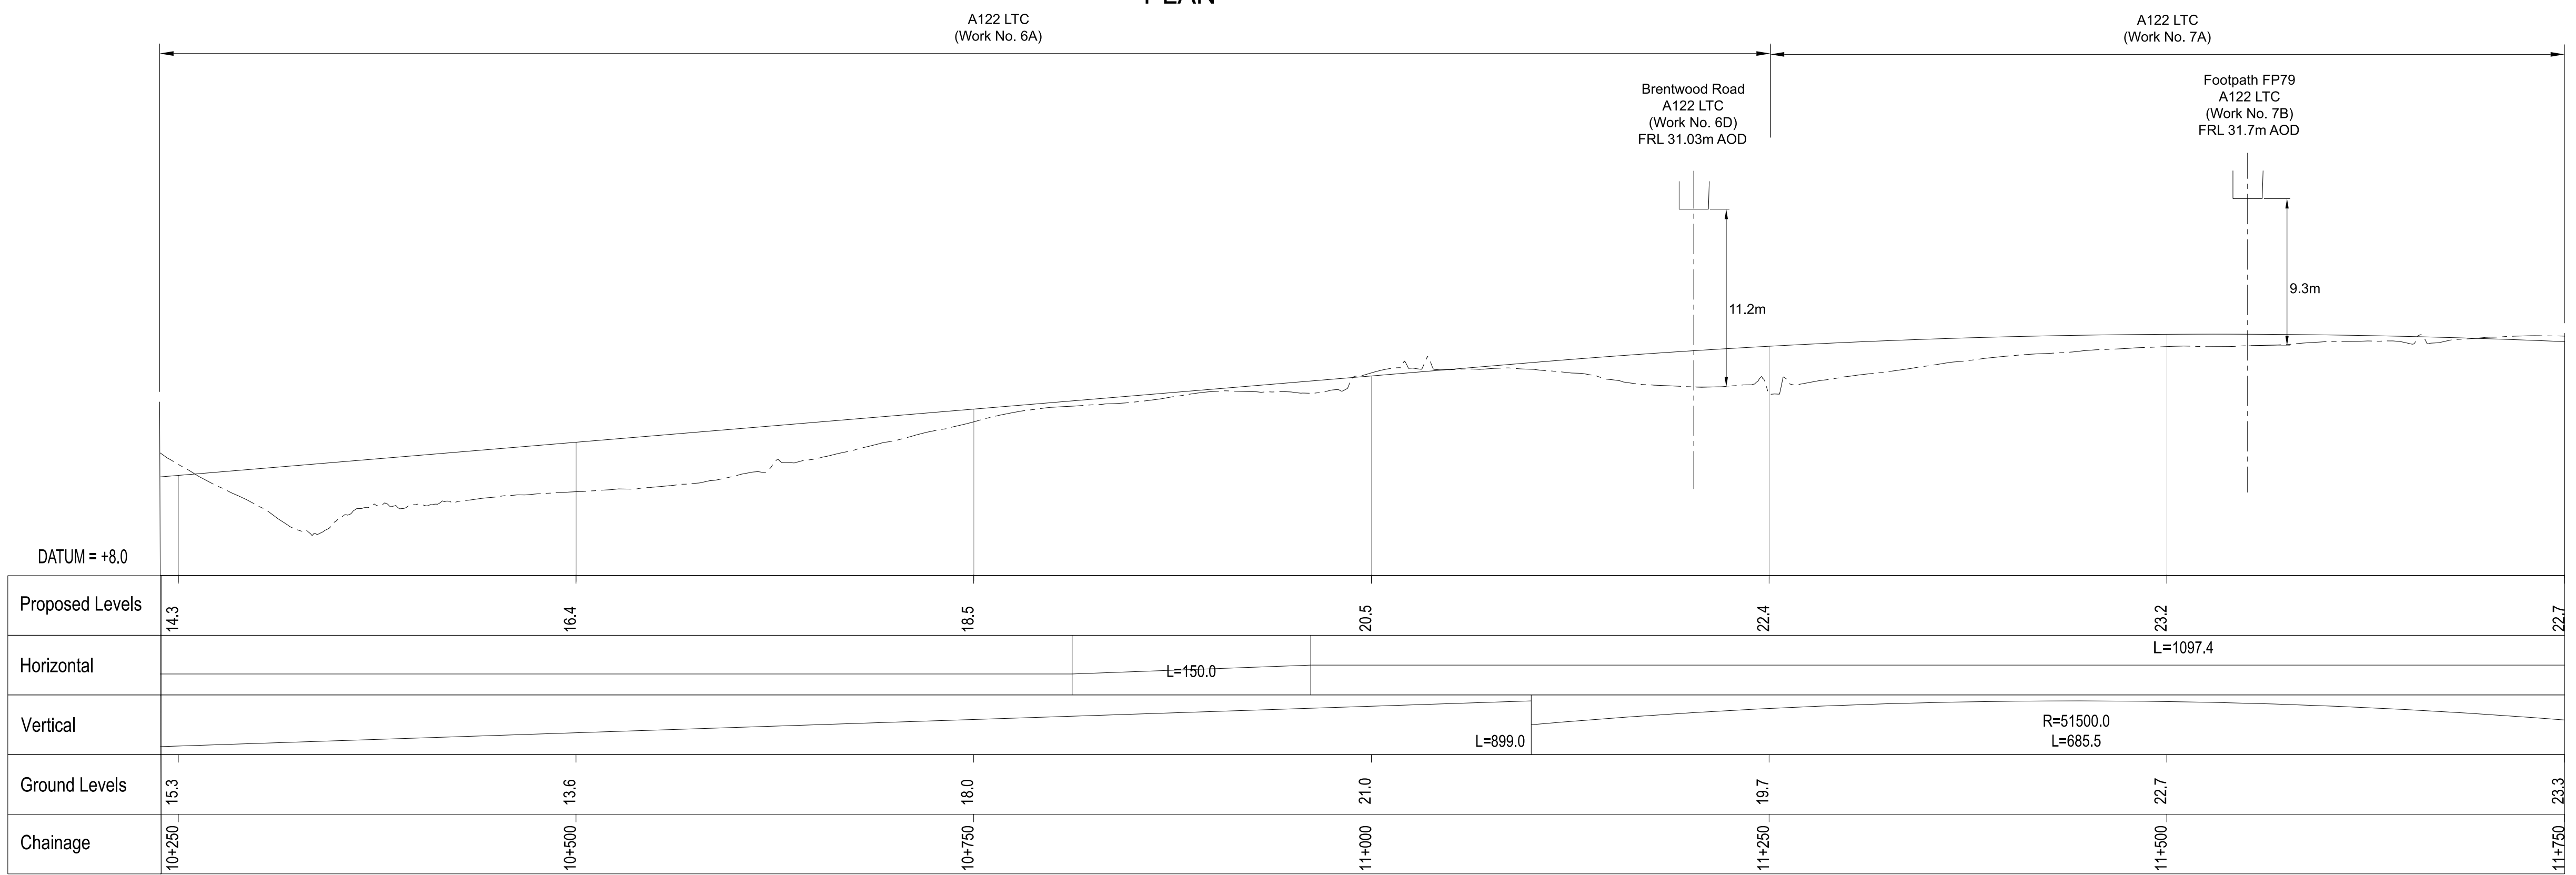 PLAN
A122 LTC
(Work No. 6A)
A122 LTC
(Work No. 7A)
Brentwood Road
A122 LTC
(Work No. 6D)
FRL 31.03m AOD
Footpath FP79
A122 LTC
(Work No. 7B)
FRL 31.7m AOD
11.2m
9.3m
DATUM = +8.0
Proposed Levels
14.3
16.4
18.5
20.5
22.4
23.2
22.7
Horizontal
L=150.0
L=1097.4
Vertical
L=899.0
R=51500.0
L=685.5
Ground Levels
15.3
13.6
18.0
21.0
19.7
22.7
23.3
Chainage
10+250
10+500
10+750
11+000
11+250
11+500
11+750